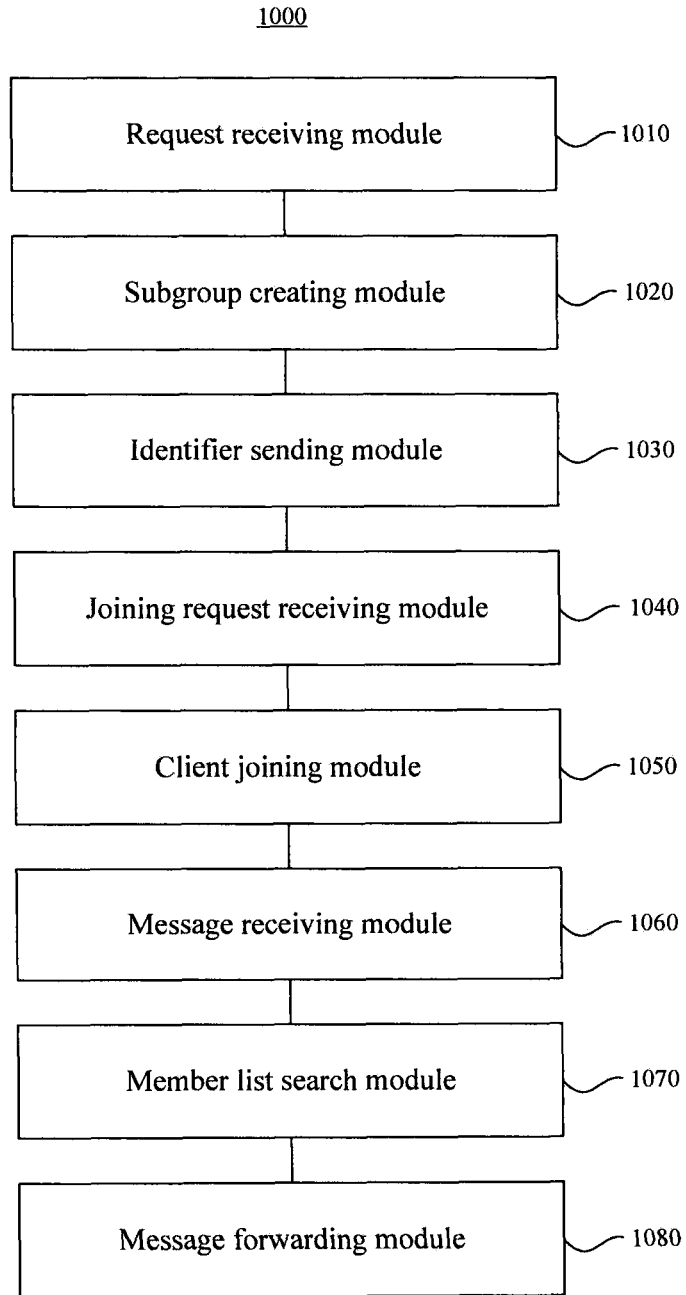 1000
Request receiving module 1010
Subgroup creating module 1020
Identifier sending module 1030
Joining request receiving module 1040
Client joining module 1050
Message receiving module 1060
Member list search module 1070
Message forwarding module 1080